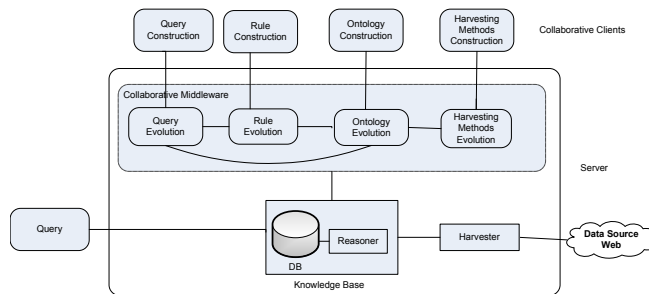 Query
Construction
Rule
Construction
Ontology
Construction
Harvesting
Methods
Construction
Collaborative Clients
Collaborative Middleware
Query
Evolution
Rule
Evolution
Ontology
Evolution
Harvesting
Methods
Evolution
Server
Query
Reasoner
DB
Knowledge Base
Harvester
Data Source
Web